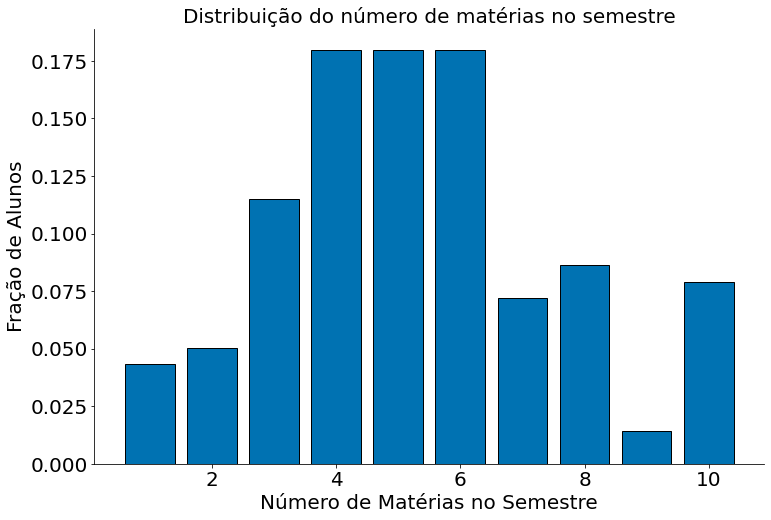 Distribuição do número de matérias no semestre
0.175
0.150
0.125
0.100
0.075
0.050
0.025
0.000
Fração de Alunos
2 4 6 8 10
Número de Matérias no Semestre